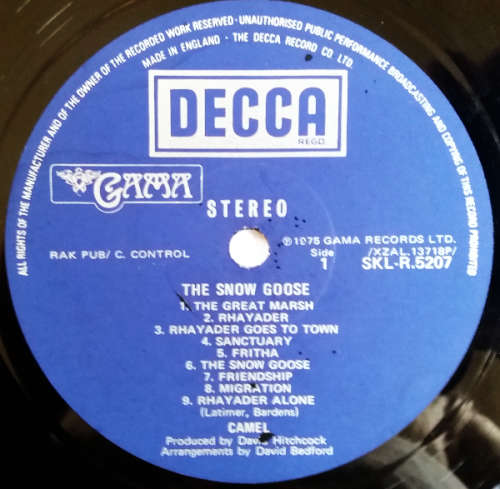 ALL RIGHTS OF THE MANUFACTURER AND OF THE OWNER OF THE RECORDED WORK RESERVED · UNAUTHORISED PUBLIC PERFORMANCE BROADCASTING AND COPYING OF THIS RECORD PROHIBITED
MADE IN ENGLAND · THE DECCA RECORD CO LTD.
DECCA
REGD
GAMA
STEREO
RAK PUB/ C. CONTROL
℗1975 GAMA RECORDS LTD.
Side /XZAL.13718P/
1 SKL-R.5207
THE SNOW GOOSE
1. THE GREAT MARSH
2. RHAYADER
3. RHAYADER GOES TO TOWN
4. SANCTUARY
5. FRITHA
6. THE SNOW GOOSE
7. FRIENDSHIP
8. MIGRATION
9. RHAYADER ALONE
(Latimer, Bardens)
CAMEL
Produced by David Hitchcock
Arrangements by David Bedford